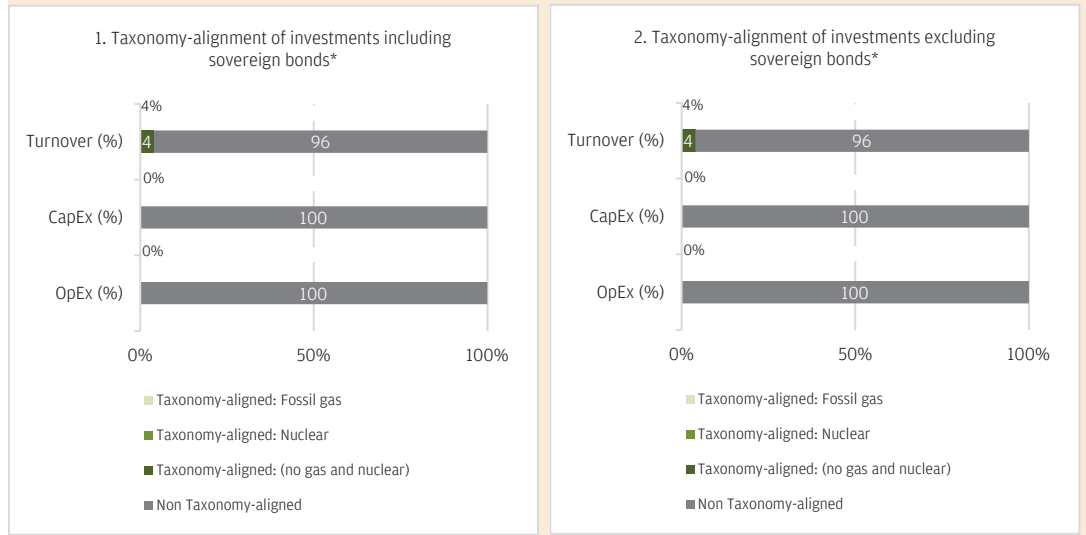 1. Taxonomy-alignment of investments including
sovereign bonds*
4%
Turnover (%)
4
96
0%
CapEx (%)
100
0%
OpEx (%)
100
0%
50%
100%
Taxonomy-aligned: Fossil gas
Taxonomy-aligned: Nuclear
Taxonomy-aligned: (no gas and nuclear)
Non Taxonomy-aligned
2. Taxonomy-alignment of investments excluding
sovereign bonds*
4%
Turnover (%)
4
96
0%
CapEx (%)
100
0%
OpEx (%)
100
0%
50%
100%
Taxonomy-aligned: Fossil gas
Taxonomy-aligned: Nuclear
Taxonomy-aligned: (no gas and nuclear)
Non Taxonomy-aligned